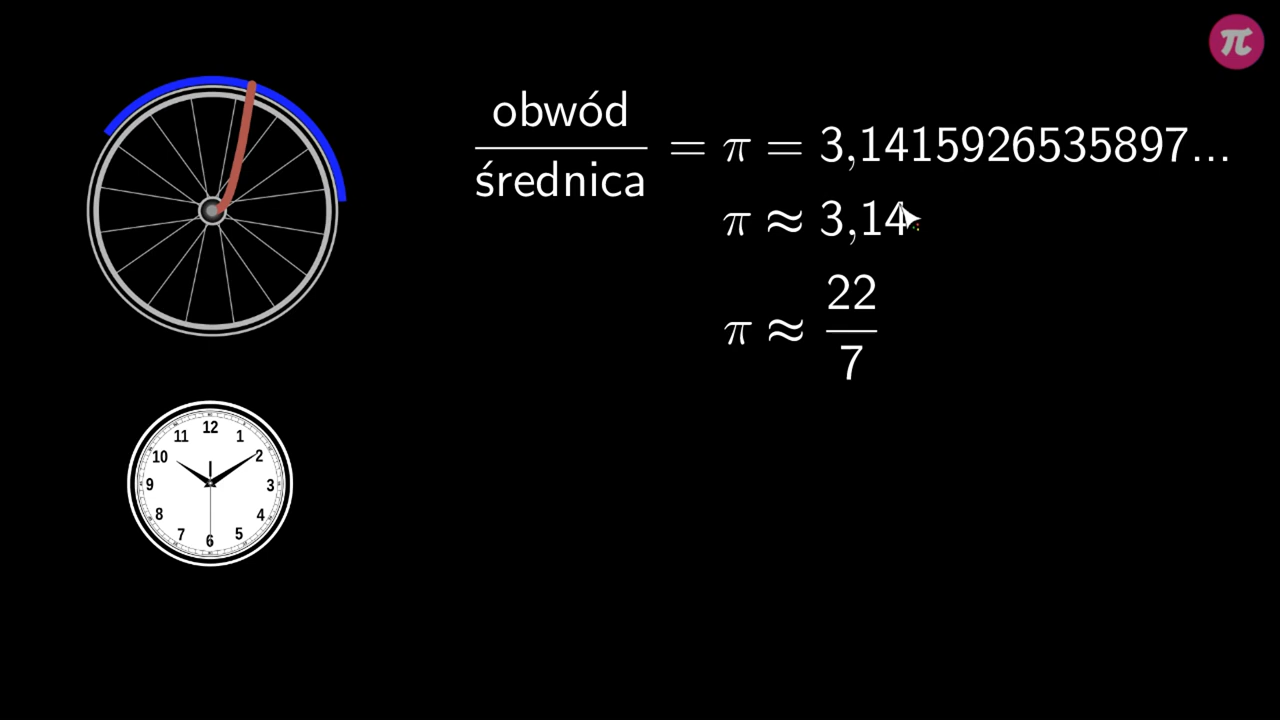 π
obwód
średnica
= π = 3,1415926535897...
π ≈ 3,14
π ≈ 22
7
12
11
1
10
2
9
3
8
4
7
5
6